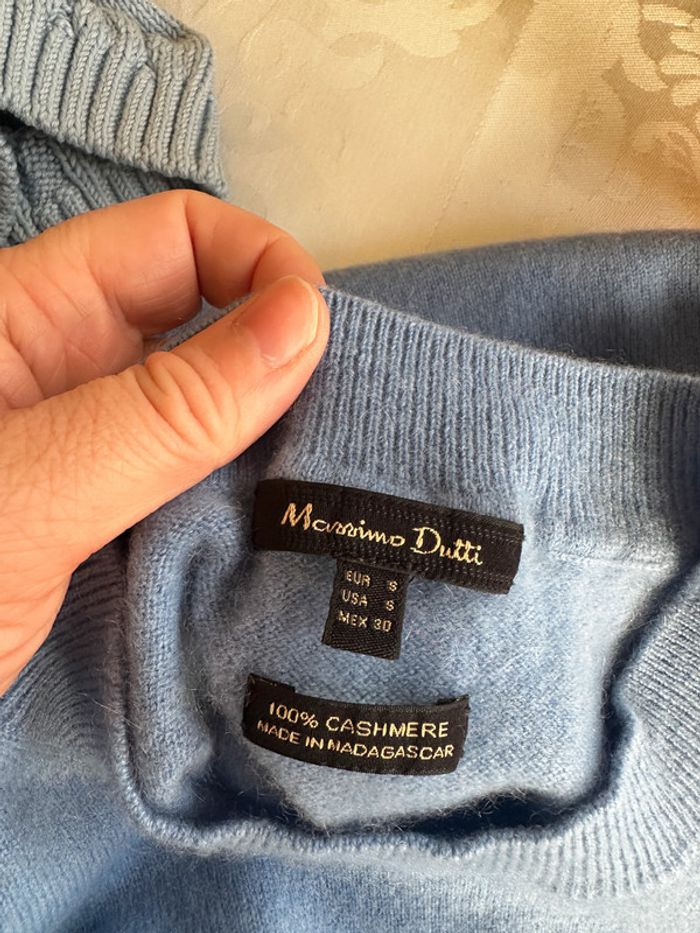 Massimo Dutti
EUR S
USA S
MEX 30
100% CASHMERE
MADE IN MADAGASCAR